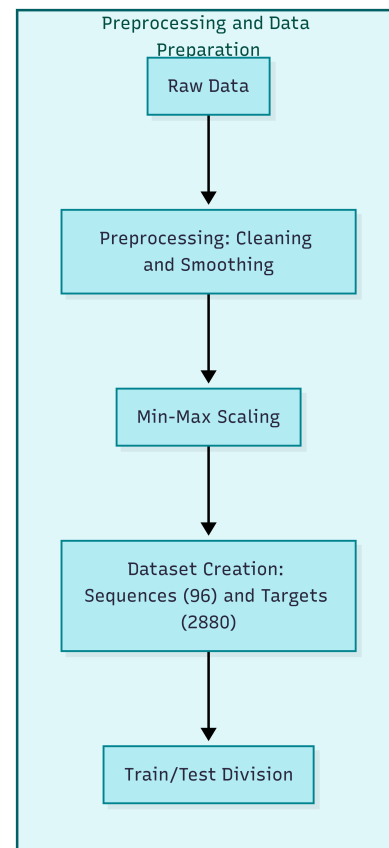 Preprocessing and Data
Preparation
Raw Data
Preprocessing: Cleaning
and Smoothing
Min-Max Scaling
Dataset Creation:
Sequences (96) and Targets
(2880)
Train/Test Division